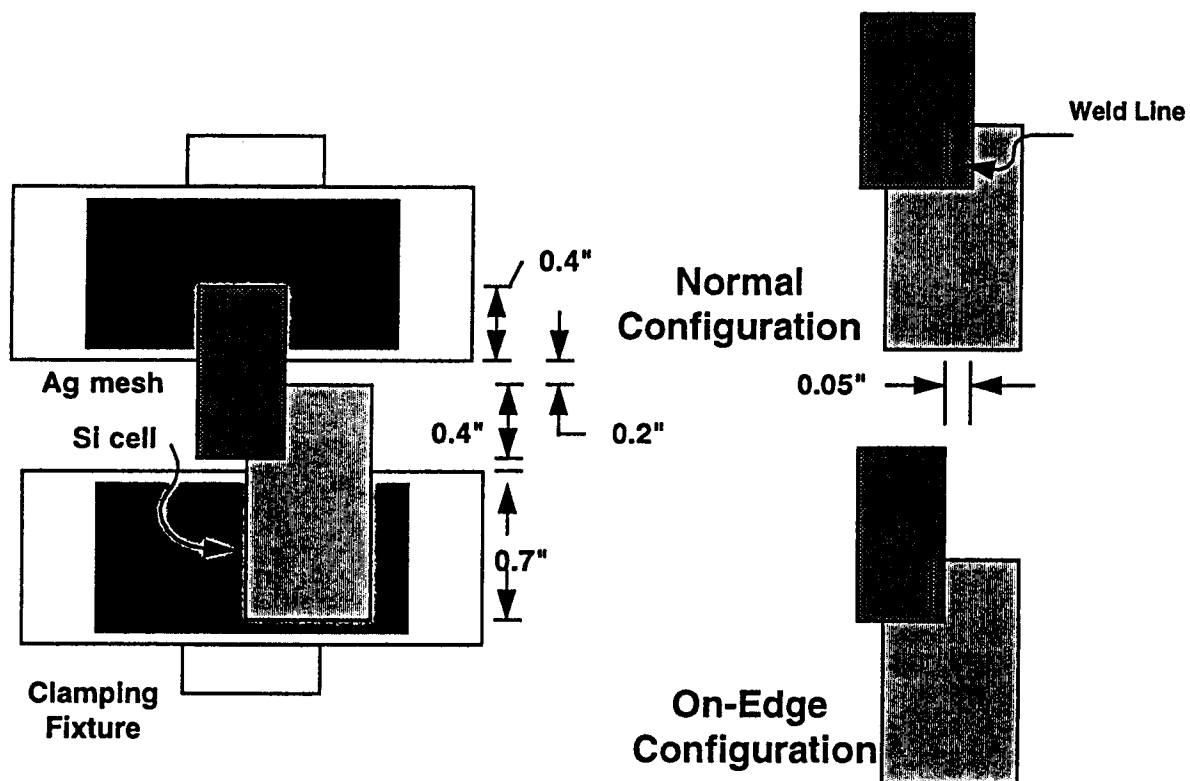 Weld Line
0.4"
Normal
Configuration
Ag mesh
0.05"
Si cell
0.4"
0.2"
0.7"
Clamping
Fixture
On-Edge
Configuration